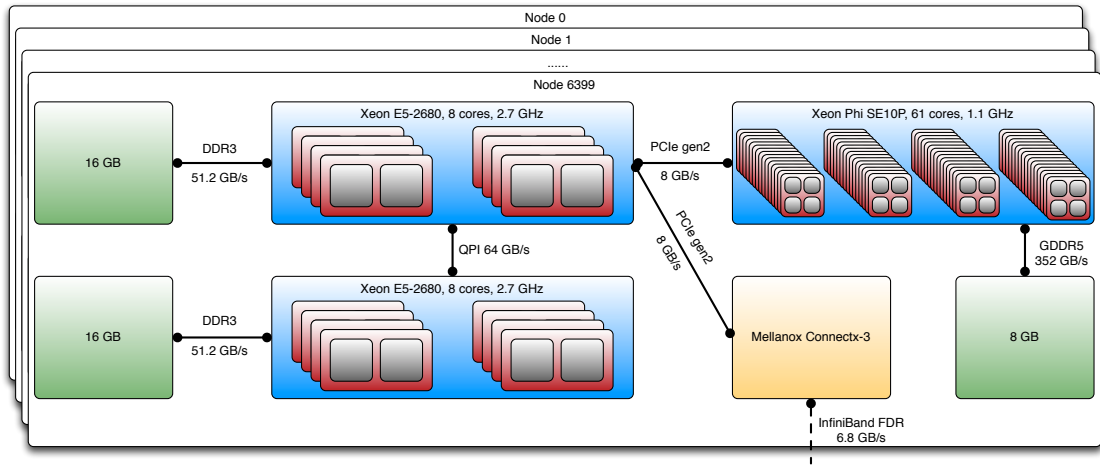 Node 0
Node 1
......
Node 6399
16 GB
DDR3
51.2 GB/s
Xeon E5-2680, 8 cores, 2.7 GHz
PCIe gen2
8 GB/s
Xeon Phi SE10P, 61 cores, 1.1 GHz
QPI 64 GB/s
PCIe gen2
8 GB/s
GDDR5
352 GB/s
16 GB
DDR3
51.2 GB/s
Xeon E5-2680, 8 cores, 2.7 GHz
Mellanox Connectx-3
8 GB
InfiniBand FDR
6.8 GB/s